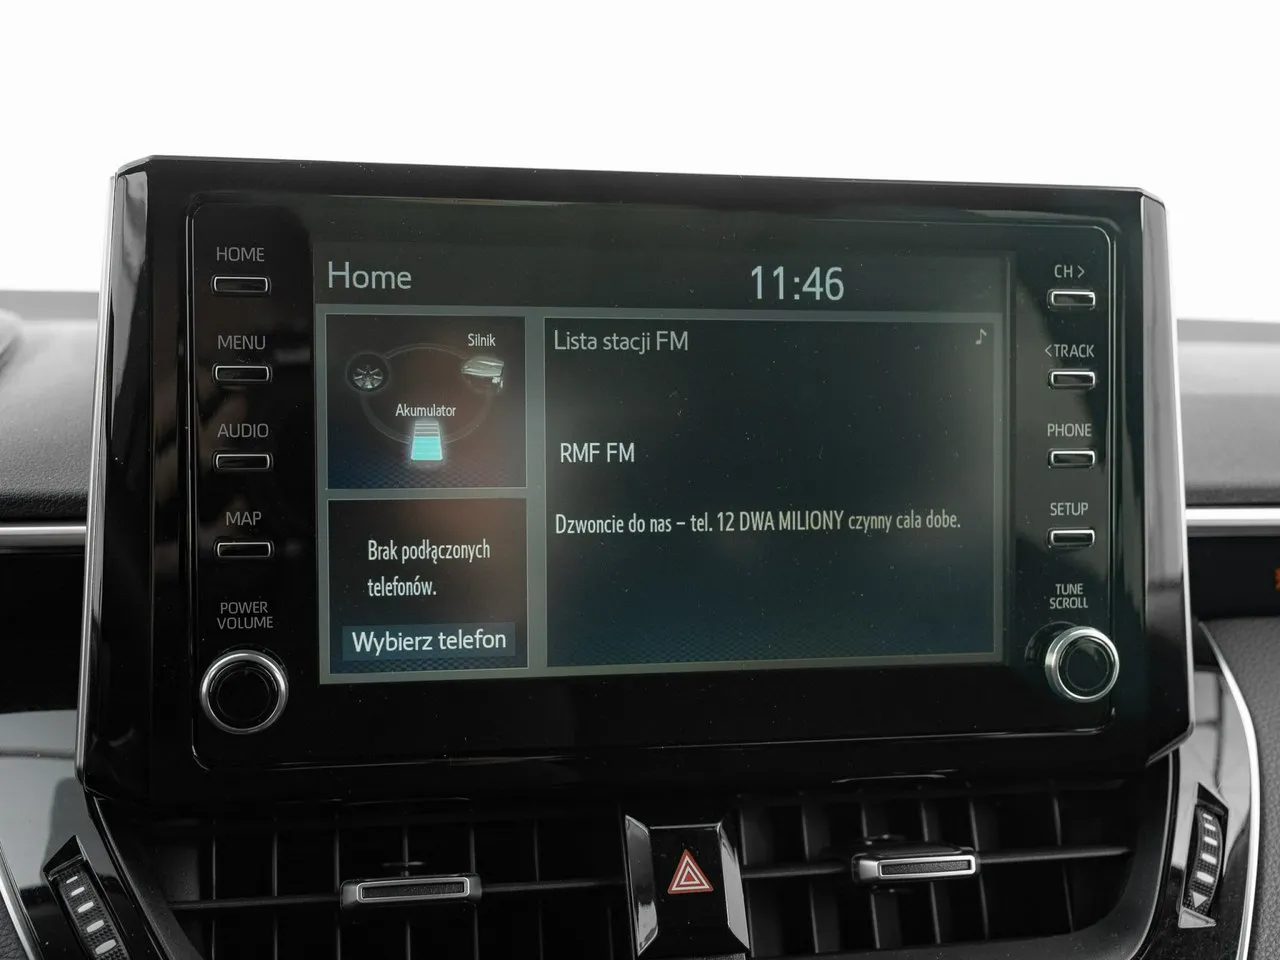 HOME
MENU
AUDIO
MAP
POWER
VOLUME
Home
11:46
Silnik
Akumulator
Brak podłączonych
telefonów.
Wybierz telefon
Lista stacji FM
RMF FM
Dzwoncie do nas – tel. 12 DWA MILIONY czynny cala dobe.
CH >
< TRACK
PHONE
SETUP
TUNE
SCROLL